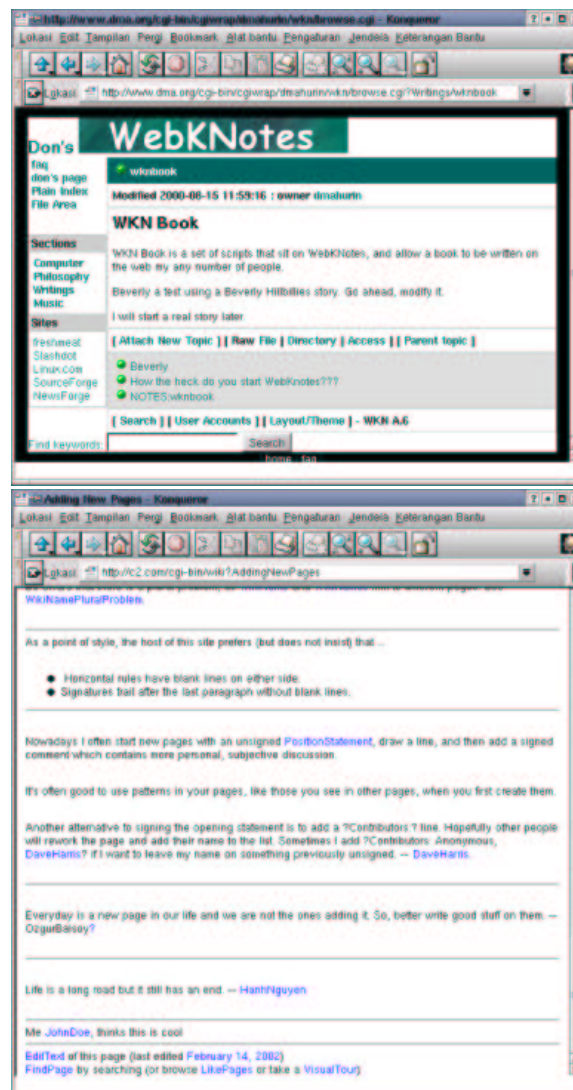 http://www.dma.org/cgi-bin/cgiwrap/dmahurin/wkn/browse.cgi - Konqueror
Lokasi Edit Tampilan Pergi Bookmark Alat bantu Pengaturan Jendela Keterangan Bantu
Lokasi http://www.dma.org/cgi-bin/cgiwrap/dmahurin/wkn/browse.cgi?Writings/wknbook
Don's WebKNotes
faq
don's page
Plain Index
File Area
Sections
Computer
Philosophy
Writings
Music
Sites
freshmeat
Slashdot
Linux.com
SourceForge
NewsForge
wknbook
Modified 2000-08-15 11:59:16 : owner dmahurin
WKN Book
WKN Book is a set of scripts that sit on WebKNotes, and allow a book to be written on
the web my any number of people.
Beverly a test using a Beverly Hillbillies story. Go ahead, modify it.
I will start a real story later.
[ Attach New Topic ] [ Raw File | Directory | Access ] [ Parent topic ]
Beverly
How the heck do you start WebKnotes???
NOTES:wknbook
[ Search ] [ User Accounts ] [ Layout/Theme ] - WKN A.6
Find keywords: Search
home faq
Adding New Pages - Konqueror
Lokasi Edit Tampilan Pergi Bookmark Alat bantu Pengaturan Jendela Keterangan Bantu
Lokasi http://c2.com/cgi-bin/wiki?AddingNewPages
WikiNamePluralProblem.
As a point of style, the host of this site prefers (but does not insist) that ...
Horizontal rules have blank lines on either side.
Signatures trail after the last paragraph without blank lines.
Nowadays I often start new pages with an unsigned PositionStatement, draw a line, and then add a signed
comment which contains more personal, subjective discussion.
It's often good to use patterns in your pages, like those you see in other pages, when you first create them.
Another alternative to signing the opening statement is to add a ?Contributors:? line. Hopefully other people
will rework the page and add their name to the list. Sometimes I add ?Contributors: Anonymous,
DaveHarris? if I want to leave my name on something previously unsigned. -- DaveHarris.
Everyday is a new page in our life and we are not the ones adding it. So, better write good stuff on them. --
OzgurBalsoy?
Life is a long road but it still has an end. -- HanhNguyen
Me JohnDoe, thinks this is cool
EditText of this page (last edited February 14, 2002)
FindPage by searching (or browse LikePages or take a VisualTour)